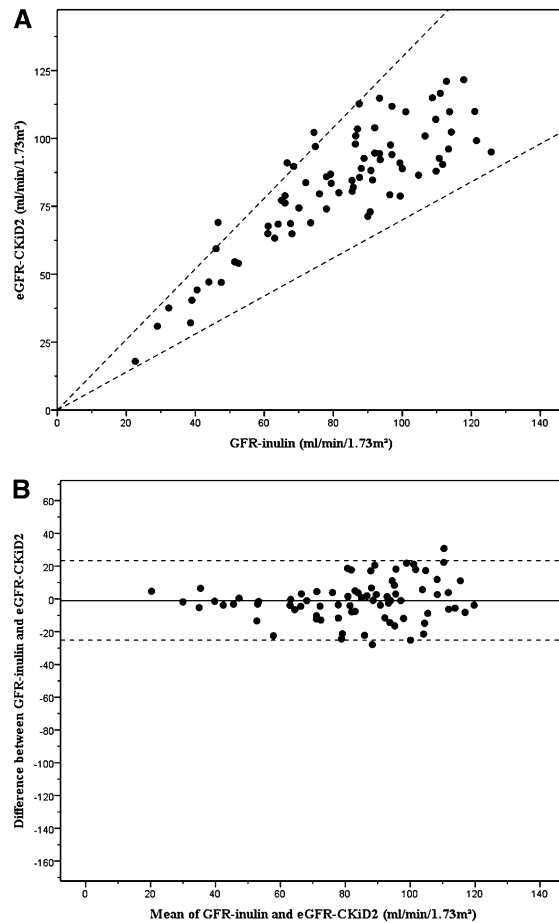 A
eGFR-CKiD2 (ml/min/1.73m²)
125
100
75
50
25
0
0 20 40 60 80 100 120 140
GFR-inulin (ml/min/1.73m²)
B
Difference between GFR-inulin and eGFR-CKiD2
60
40
20
0
-20
-40
-60
-80
-100
-120
-140
-160
0 20 40 60 80 100 120 140
Mean of GFR-inulin and eGFR-CKiD2 (ml/min/1.73m²)